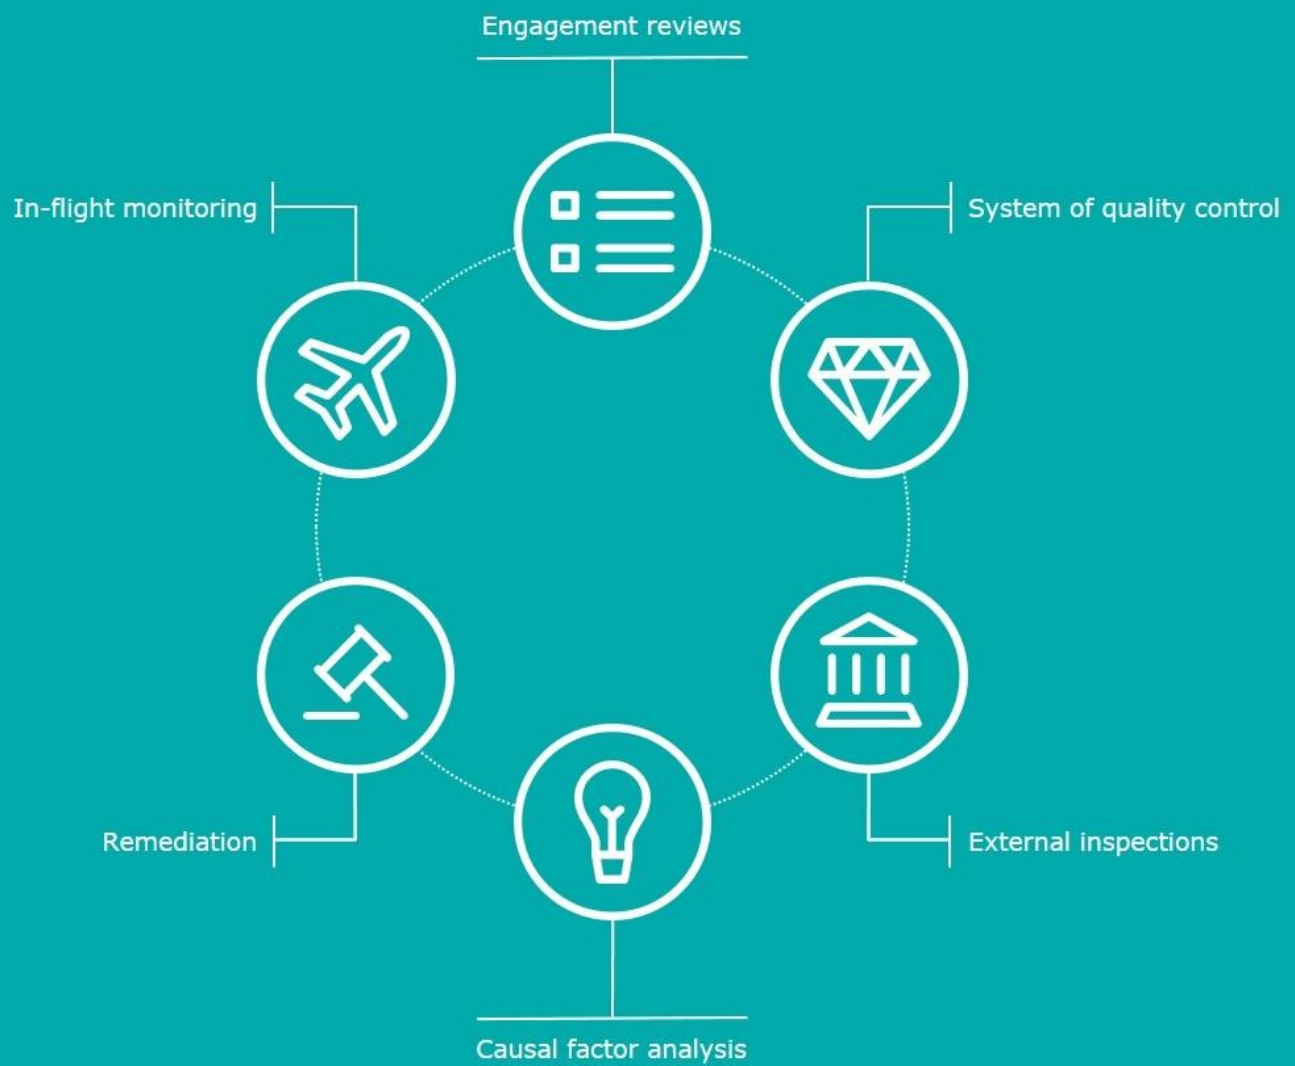 Engagement reviews
In-flight monitoring
System of quality control
Remediation
External inspections
Causal factor analysis